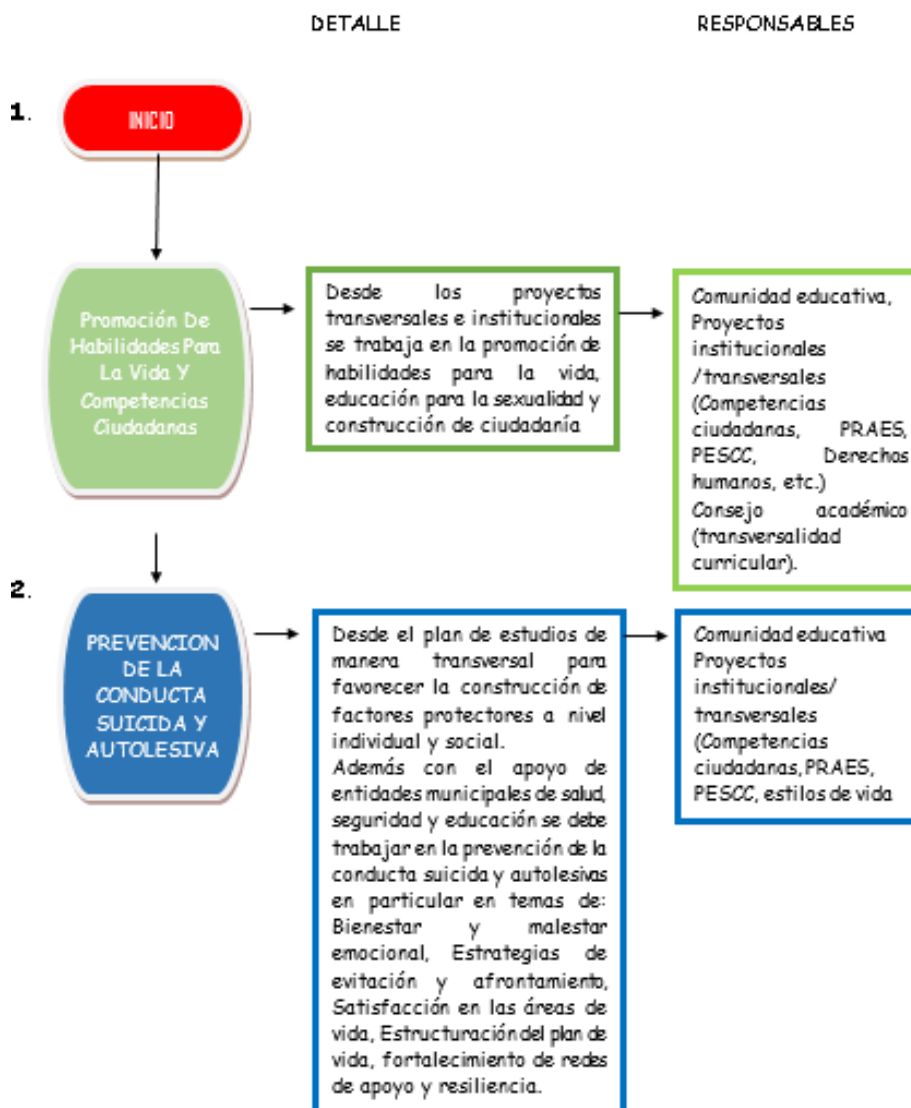 DETALLE
RESPONSABLES
1.
INICIO
Promoción De
Habilidades Para
La Vida Y
Competencias
Ciudadanas
Desde los proyectos
transversales e institucionales
se trabaja en la promoción de
habilidades para la vida,
educación para la sexualidad y
construcción de ciudadanía
Comunidad educativa,
Proyectos
institucionales
/transversales
(Competencias
ciudadanas, PRAES,
PESCC, Derechos
humanos, etc.)
Consejo académico
(transversalidad
curricular).
2.
PREVENCION
DE LA
CONDUCTA
SUICIDA Y
AUTOLESIVA
Desde el plan de estudios de
manera transversal para
favorecer la construcción de
factores protectores a nivel
individual y social.
Además con el apoyo de
entidades municipales de salud,
seguridad y educación se debe
trabajar en la prevención de la
conducta suicida y autolesivas
en particular en temas de:
Bienestar y malestar
emocional, Estrategias de
evitación y afrontamiento,
Satisfacción en las áreas de
vida, Estructuración del plan de
vida, fortalecimiento de redes
de apoyo y resiliencia.
Comunidad educativa
Proyectos
institucionales/
transversales
(Competencias
ciudadanas, PRAES,
PESCC, estilos de vida